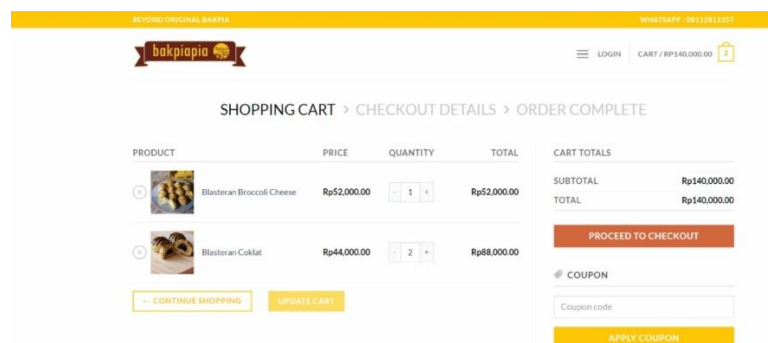 BEYOND ORIGINAL BAKPIA
WHATSAPP : 08112811257
bakpiapia
LOGIN
CART / RP140,000.00
3
SHOPPING CART > CHECKOUT DETAILS > ORDER COMPLETE
PRODUCT PRICE QUANTITY TOTAL
Blasteran Broccoli Cheese Rp52,000.00 - 1 + Rp52,000.00
Blasteran Coklat Rp44,000.00 - 2 + Rp88,000.00
← CONTINUE SHOPPING
UPDATE CART
CART TOTALS
SUBTOTAL Rp140,000.00
TOTAL Rp140,000.00
PROCEED TO CHECKOUT
COUPON
Coupon code
APPLY COUPON